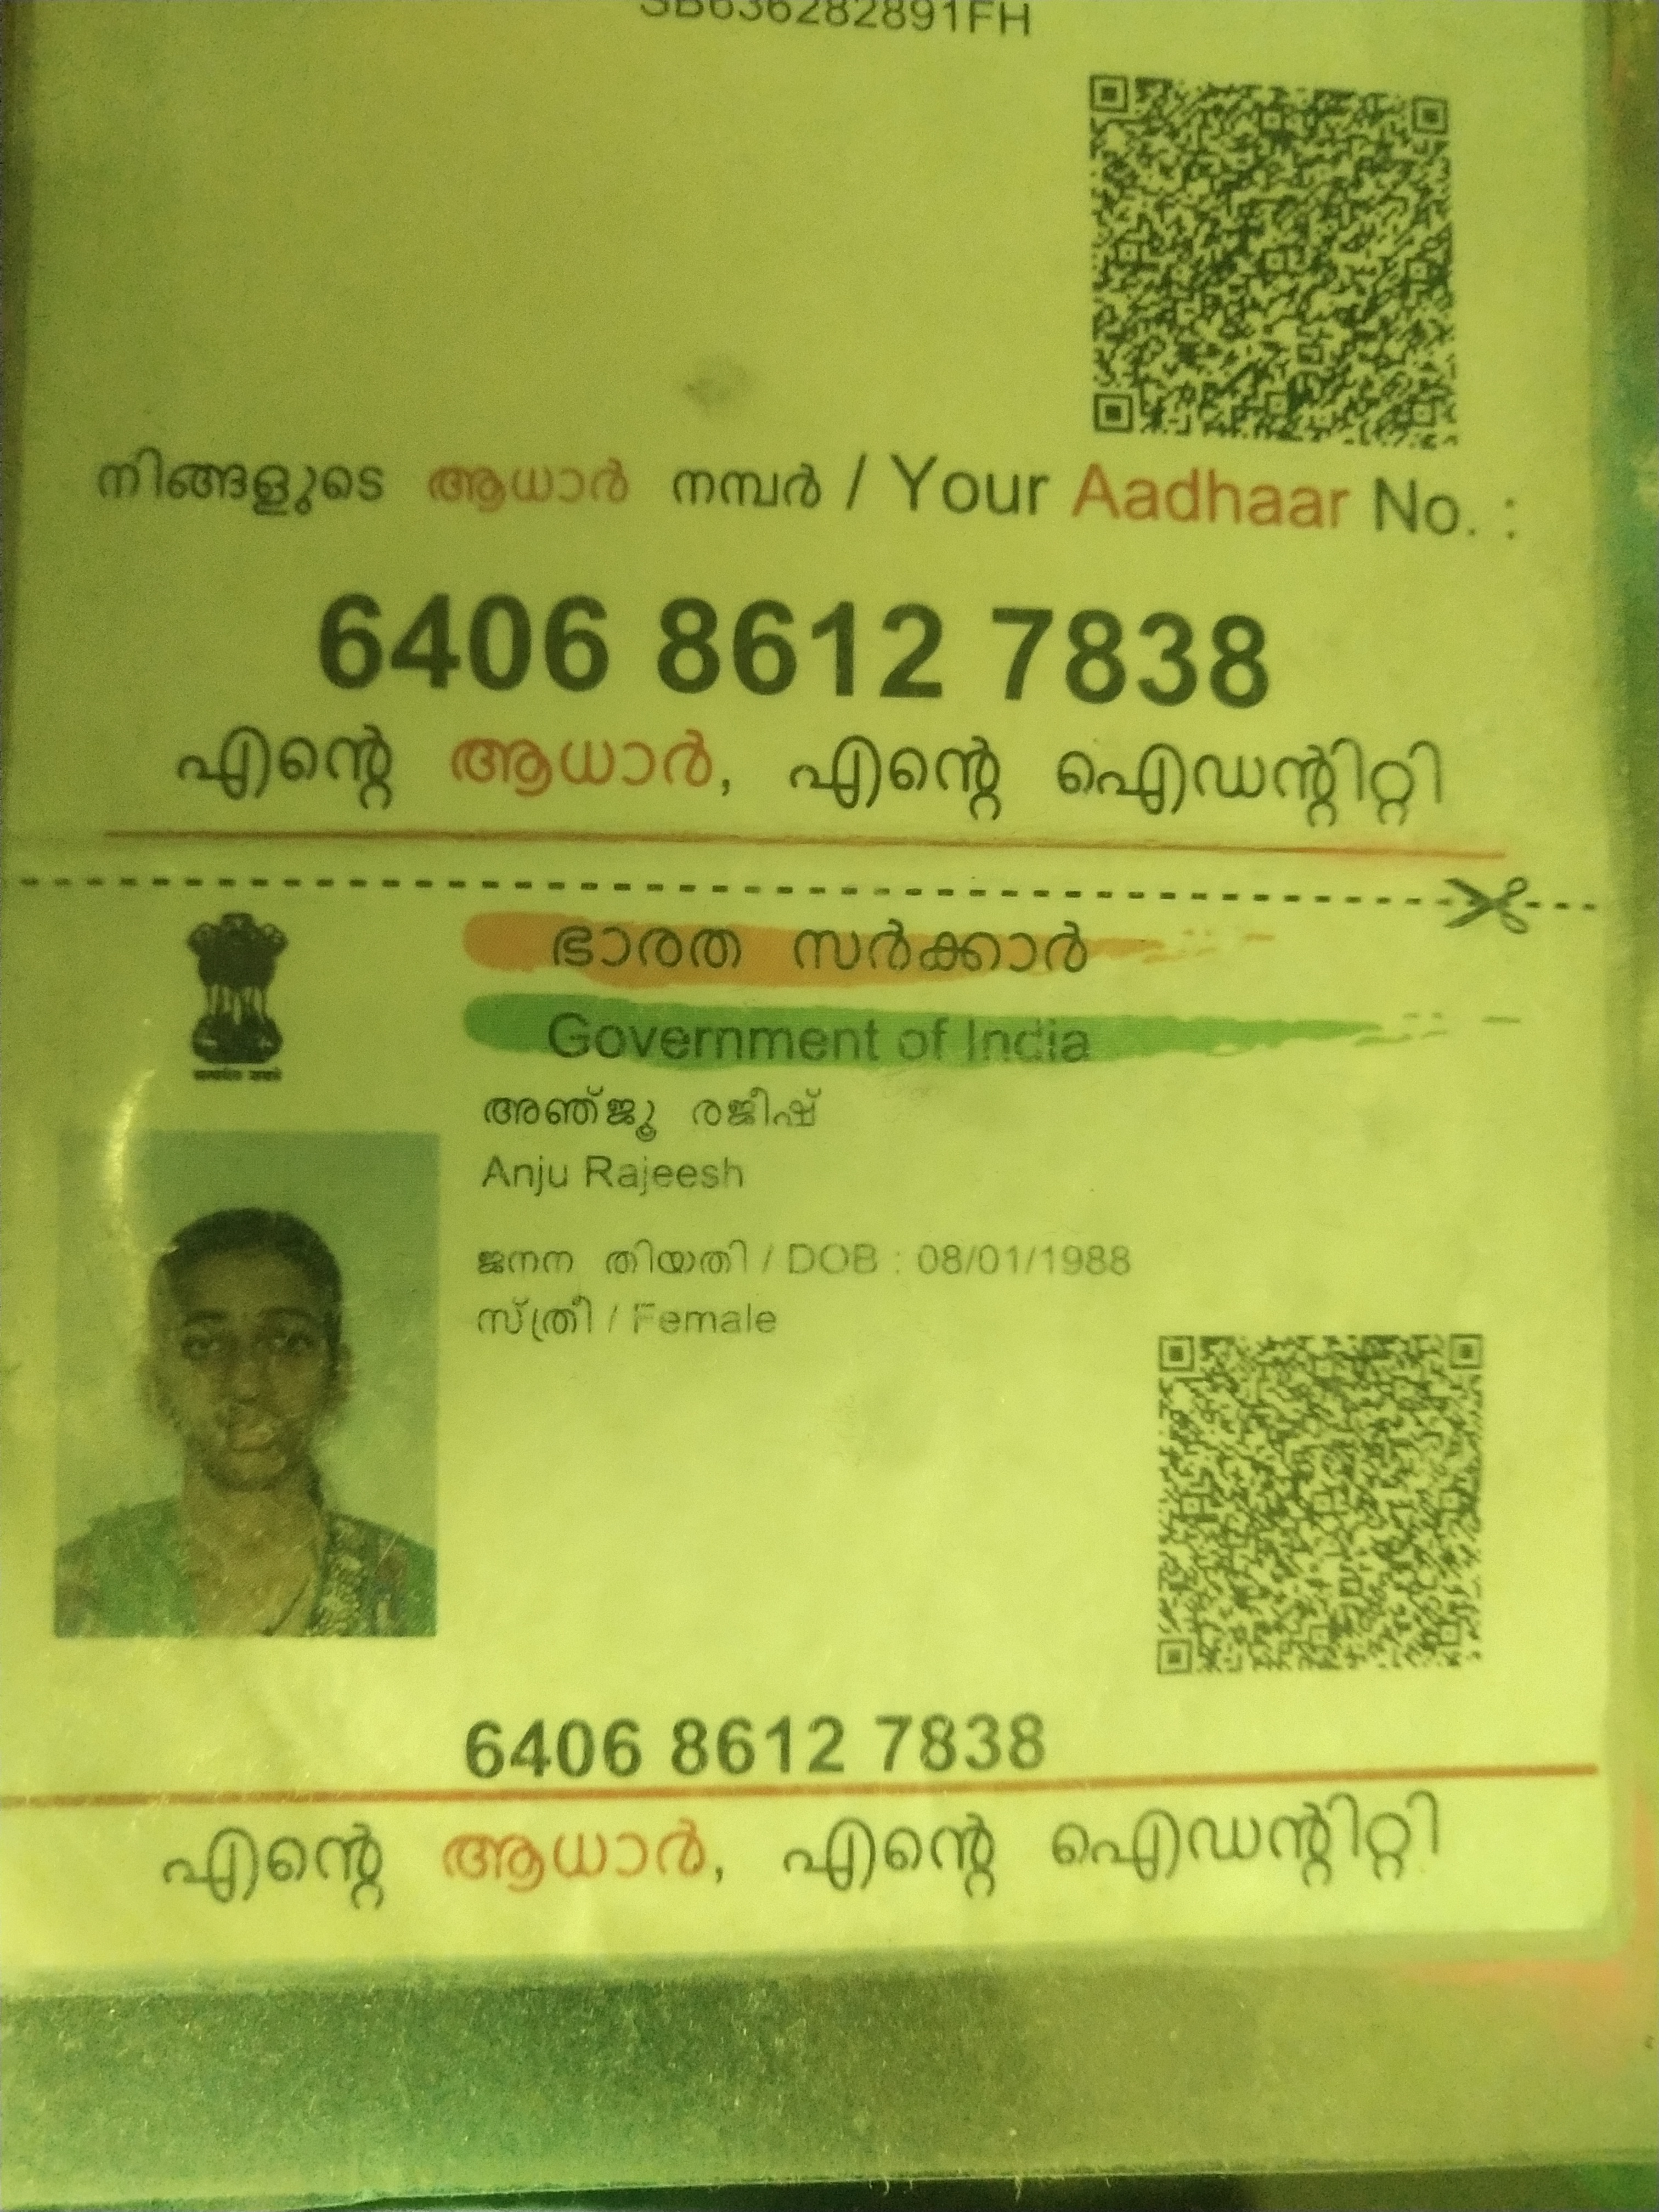 SB636282891FH
നിങ്ങളുടെ ആധാർ നമ്പർ / Your Aadhaar No. :
6406 8612 7838
എന്റെ ആധാർ, എന്റെ ഐഡന്റിറ്റി
ഭാരത സർക്കാർ
Government of India
അഞ്ജൂ രജീഷ്
Anju Rajeesh
ജനന തിയതി / DOB : 08/01/1988
സ്ത്രീ / Female
6406 8612 7838
എന്റെ ആധാർ, എന്റെ ഐഡന്റിറ്റി